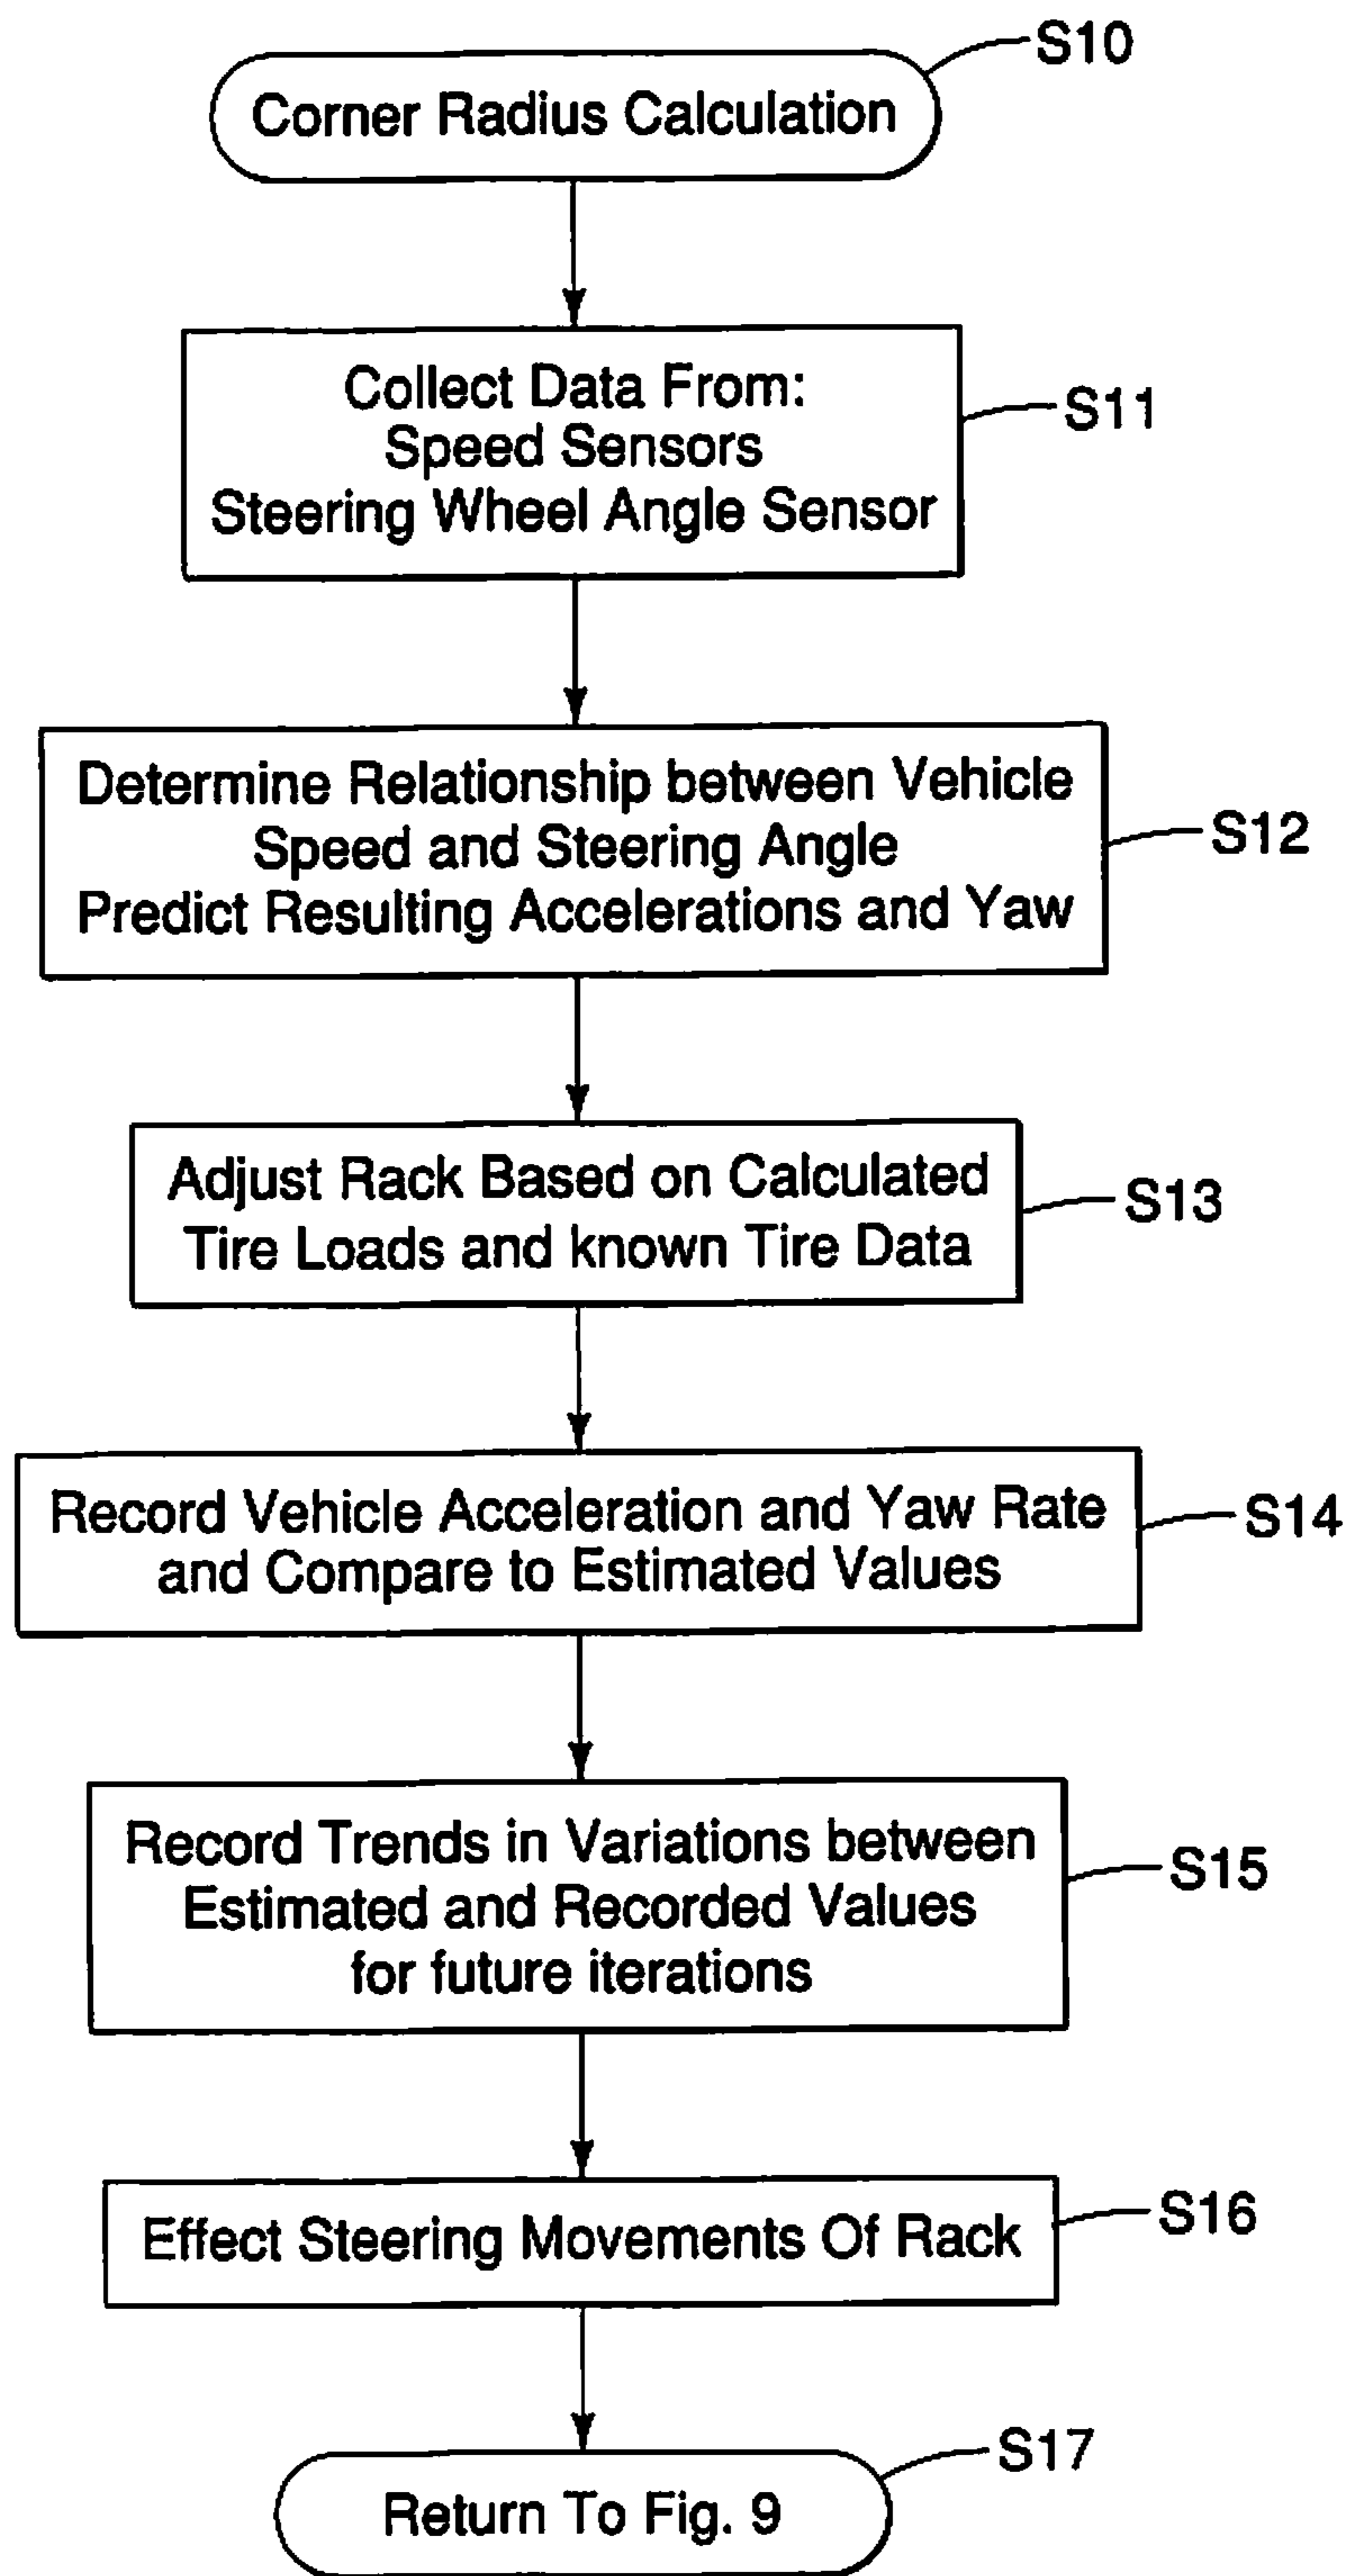 S10
Corner Radius Calculation
Collect Data From:
Speed Sensors
Steering Wheel Angle Sensor
S11
Determine Relationship between Vehicle
Speed and Steering Angle
Predict Resulting Accelerations and Yaw
S12
Adjust Rack Based on Calculated
Tire Loads and known Tire Data
S13
Record Vehicle Acceleration and Yaw Rate
and Compare to Estimated Values
S14
Record Trends in Variations between
Estimated and Recorded Values
for future iterations
S15
Effect Steering Movements Of Rack
S16
S17
Return To Fig. 9